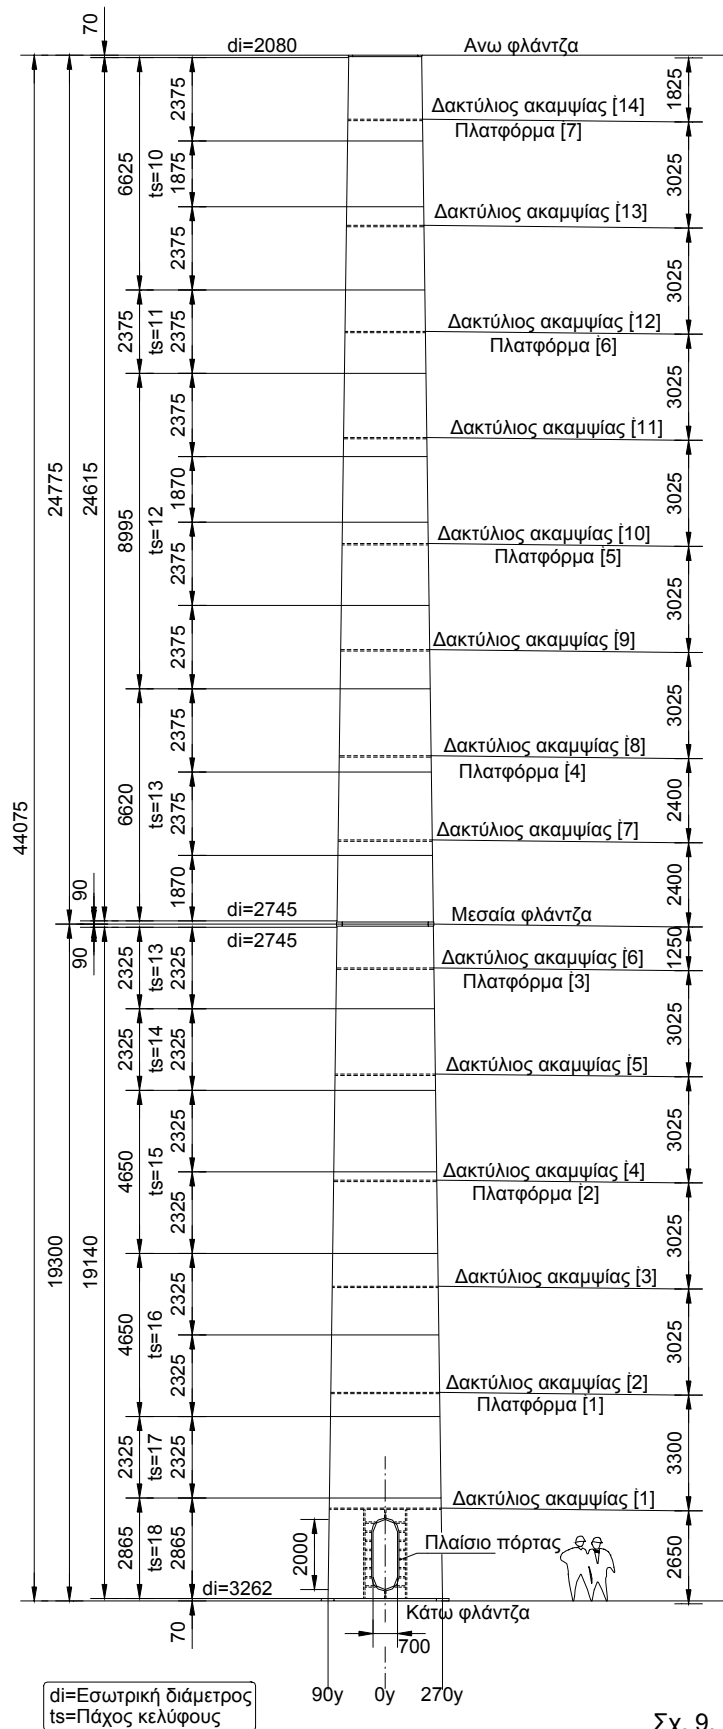 70
di=2080
Ανω φλάντζα
2375
1825
Δακτύλιος ακαμψίας [14]
Πλατφόρμα [7]
6625
ts=10
1875
3025
Δακτύλιος ακαμψίας [13]
2375
3025
2375
ts=11
2375
Δακτύλιος ακαμψίας [12]
Πλατφόρμα [6]
2375
3025
Δακτύλιος ακαμψίας [11]
24775
24615
8995
ts=12
1870
3025
Δακτύλιος ακαμψίας [10]
Πλατφόρμα [5]
2375
3025
Δακτύλιος ακαμψίας [9]
2375
3025
2375
Δακτύλιος ακαμψίας [8]
Πλατφόρμα [4]
44075
6620
ts=13
2375
2400
Δακτύλιος ακαμψίας [7]
1870
2400
90
di=2745
Μεσαία φλάντζα
90
di=2745
2325
ts=13
2325
1250
Δακτύλιος ακαμψίας [6]
Πλατφόρμα [3]
2325
ts=14
2325
3025
Δακτύλιος ακαμψίας [5]
4650
ts=15
2325
3025
Δακτύλιος ακαμψίας [4]
Πλατφόρμα [2]
2325
19300
19140
3025
Δακτύλιος ακαμψίας [3]
4650
ts=16
2325
2325
3025
Δακτύλιος ακαμψίας [2]
Πλατφόρμα [1]
2325
ts=17
2325
3300
Δακτύλιος ακαμψίας [1]
2865
ts=18
2865
2000
Πλαίσιο πόρτας
2650
di=3262
Κάτω φλάντζα
70
700
90γ
0γ
270γ
di=Εσωτρική διάμετρος
ts=Πάχος κελύφους
Σχ. 9.